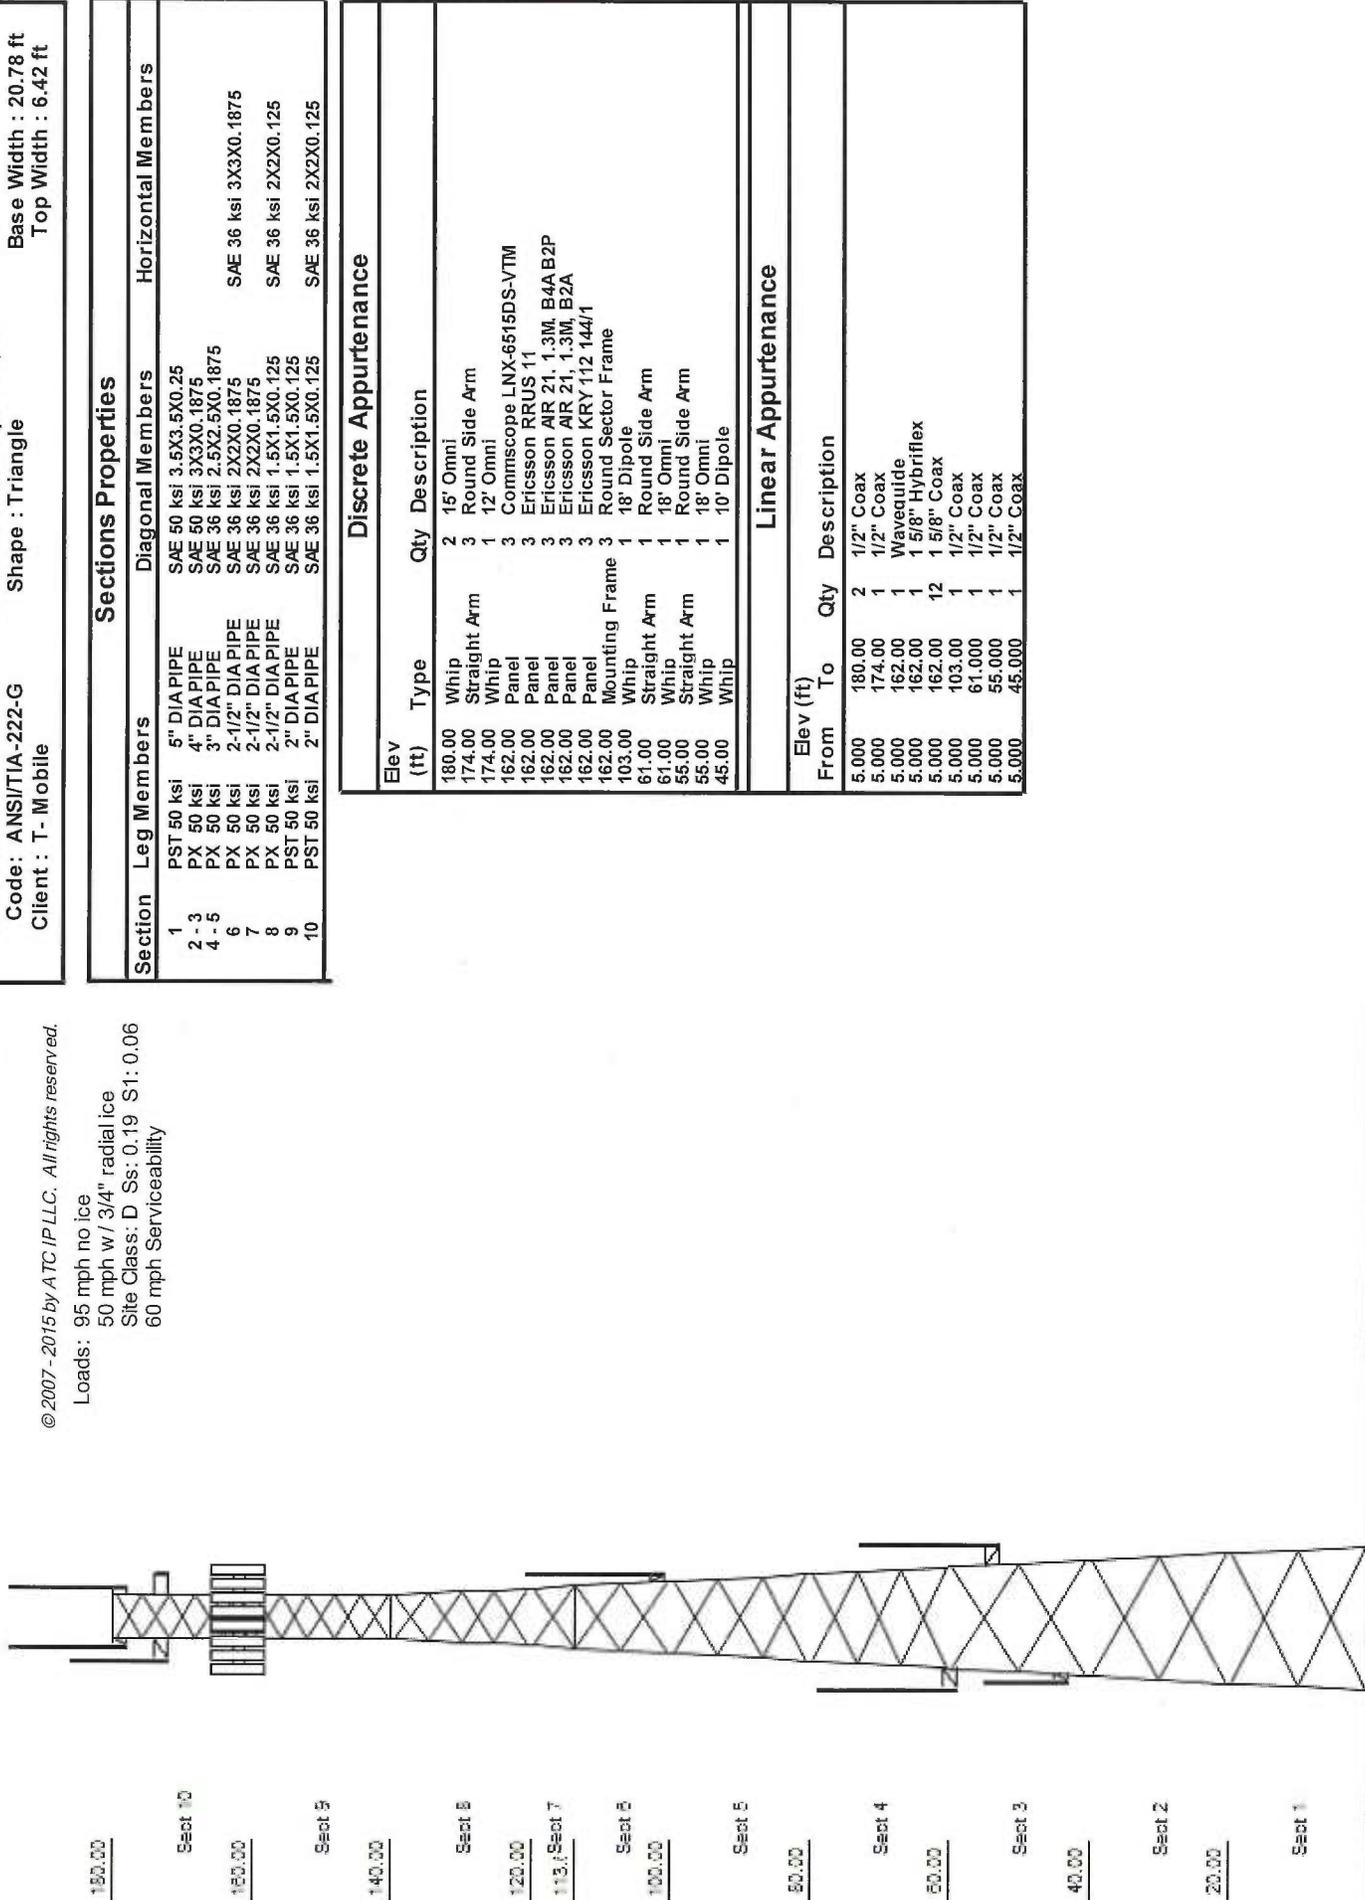 Code: ANSI/TIA-222-G Shape : Triangle Base Width : 20.78 ft
Client : T- Mobile Top Width : 6.42 ft
© 2007 - 2015 by ATC IP LLC. All rights reserved.
Loads: 95 mph no ice
50 mph w / 3/4" radial ice
Site Class: D Ss: 0.19 S1: 0.06
60 mph Serviceability
Sections Properties
Section Leg Members Diagonal Members Horizontal Members
1 PST 50 ksi 5" DIA PIPE SAE 50 ksi 3.5X3.5X0.25
2 - 3 PX 50 ksi 4" DIA PIPE SAE 50 ksi 3X3X0.1875
4 - 5 PX 50 ksi 3" DIA PIPE SAE 36 ksi 2.5X2.5X0.1875
6 PX 50 ksi 2-1/2" DIA PIPE SAE 36 ksi 2X2X0.1875 SAE 36 ksi 3X3X0.1875
7 PX 50 ksi 2-1/2" DIA PIPE SAE 36 ksi 2X2X0.1875
8 PX 50 ksi 2-1/2" DIA PIPE SAE 36 ksi 1.5X1.5X0.125 SAE 36 ksi 2X2X0.125
9 PST 50 ksi 2" DIA PIPE SAE 36 ksi 1.5X1.5X0.125
10 PST 50 ksi 2" DIA PIPE SAE 36 ksi 1.5X1.5X0.125 SAE 36 ksi 2X2X0.125
Discrete Appurtenance
Elev
(ft) Type Qty Description
180.00 Whip 2 15' Omni
174.00 Straight Arm 3 Round Side Arm
174.00 Whip 1 12' Omni
162.00 Panel 3 Commscope LNX-6515DS-VTM
162.00 Panel 3 Ericsson RRUS 11
162.00 Panel 3 Ericsson AIR 21, 1.3M, B4A B2P
162.00 Panel 3 Ericsson AIR 21, 1.3M, B2A
162.00 Panel 3 Ericsson KRY 112 144/1
162.00 Mounting Frame 3 Round Sector Frame
103.00 Whip 1 18' Dipole
61.00 Straight Arm 1 Round Side Arm
61.00 Whip 1 18' Omni
55.00 Straight Arm 1 Round Side Arm
55.00 Whip 1 18' Omni
45.00 Whip 1 10' Dipole
Linear Appurtenance
Elev (ft)
From To Qty Description
5.000 180.00 2 1/2" Coax
5.000 174.00 1 1/2" Coax
5.000 162.00 1 Waveguide
5.000 162.00 1 1 5/8" Hybriflex
5.000 162.00 12 1 5/8" Coax
5.000 103.00 1 1/2" Coax
5.000 61.000 1 1/2" Coax
5.000 55.000 1 1/2" Coax
5.000 45.000 1 1/2" Coax
180.00
Sect 10
160.00
Sect 9
140.00
Sect 8
120.00
Sect 7
113.
Sect 6
100.00
Sect 5
80.00
Sect 4
60.00
Sect 3
40.00
Sect 2
20.00
Sect 1